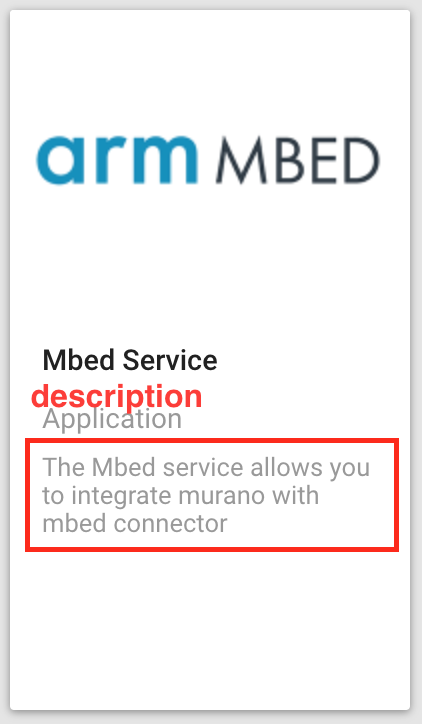 arm MBED
Mbed Service
description
Application
The Mbed service allows you
to integrate murano with
mbed connector